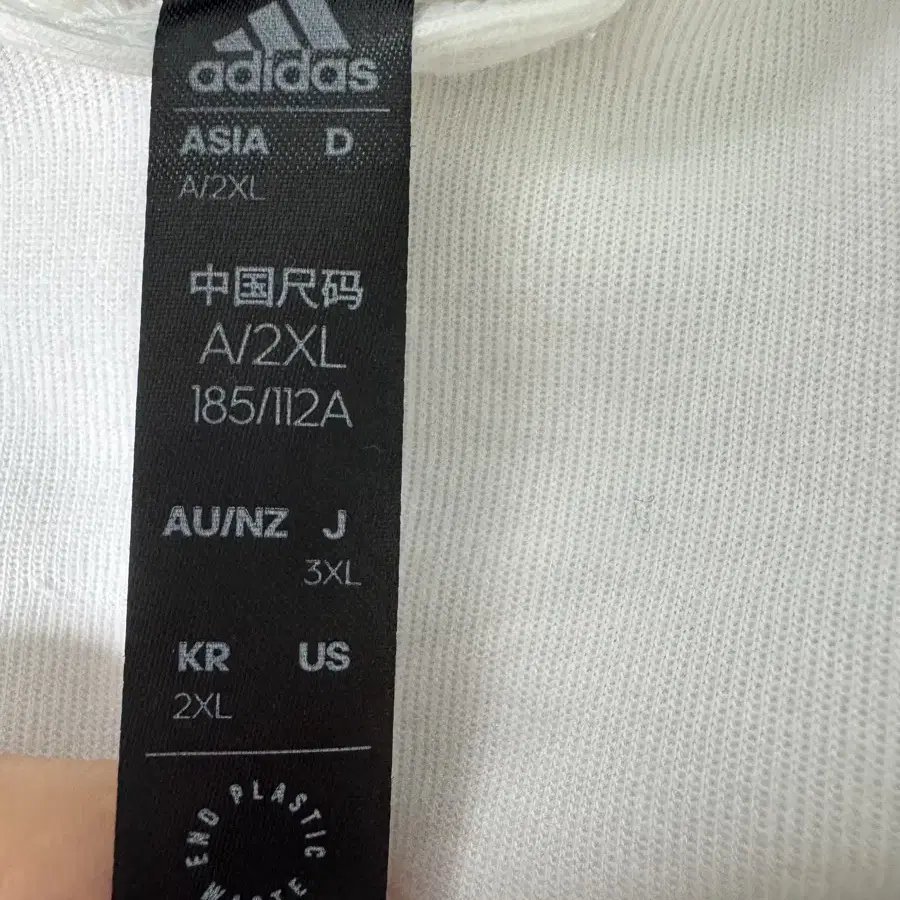 adidas
ASIA D
A/2XL
中国尺码
A/2XL
185/112A
AU/NZ J
3XL
KR US
2XL
END PLASTIC WASTE